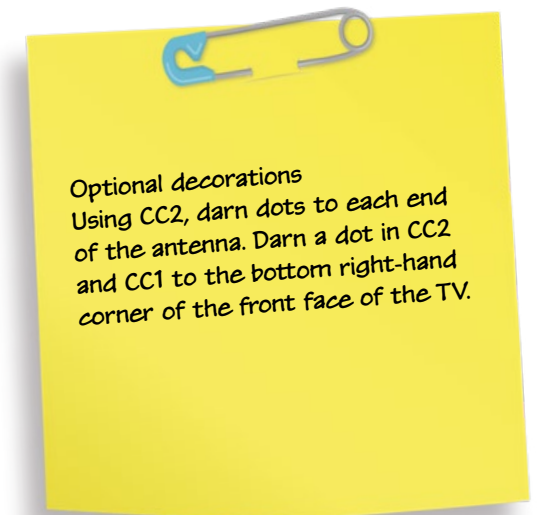 Optional decorations
Using CC2, darn dots to each end
of the antenna. Darn a dot in CC2
and CC1 to the bottom right-hand
corner of the front face of the TV.